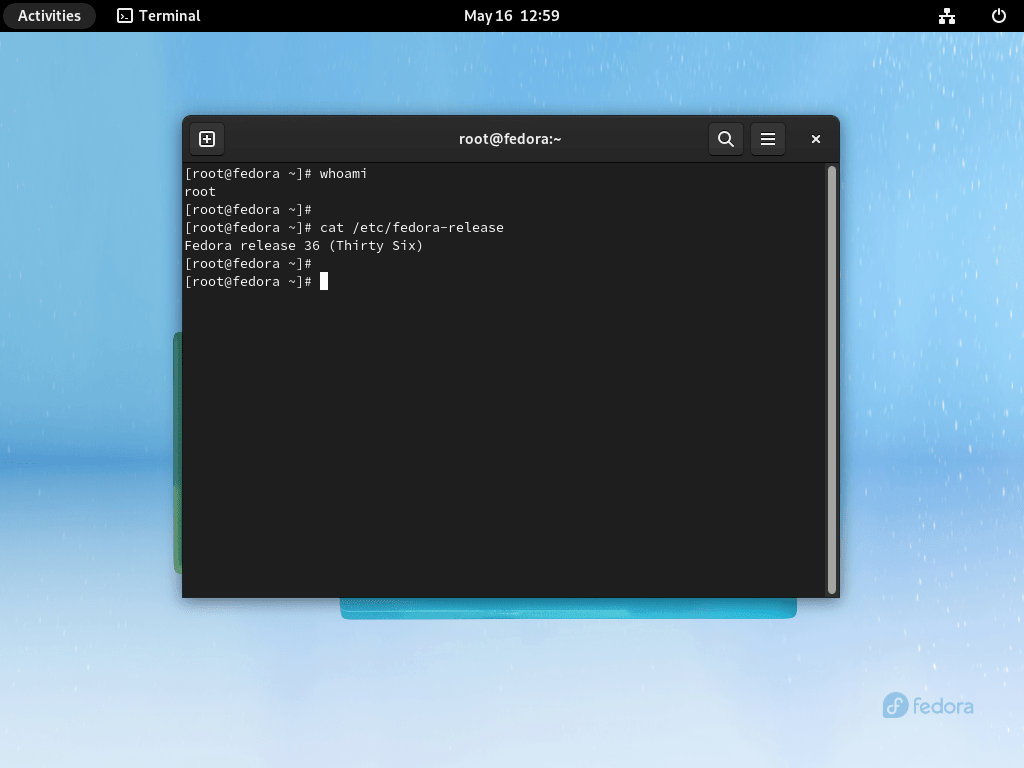 Activities Terminal May 16 12:59
root@fedora:~
[root@fedora ~]# whoami
root
[root@fedora ~]#
[root@fedora ~]# cat /etc/fedora-release
Fedora release 36 (Thirty Six)
[root@fedora ~]#
[root@fedora ~]#
fedora